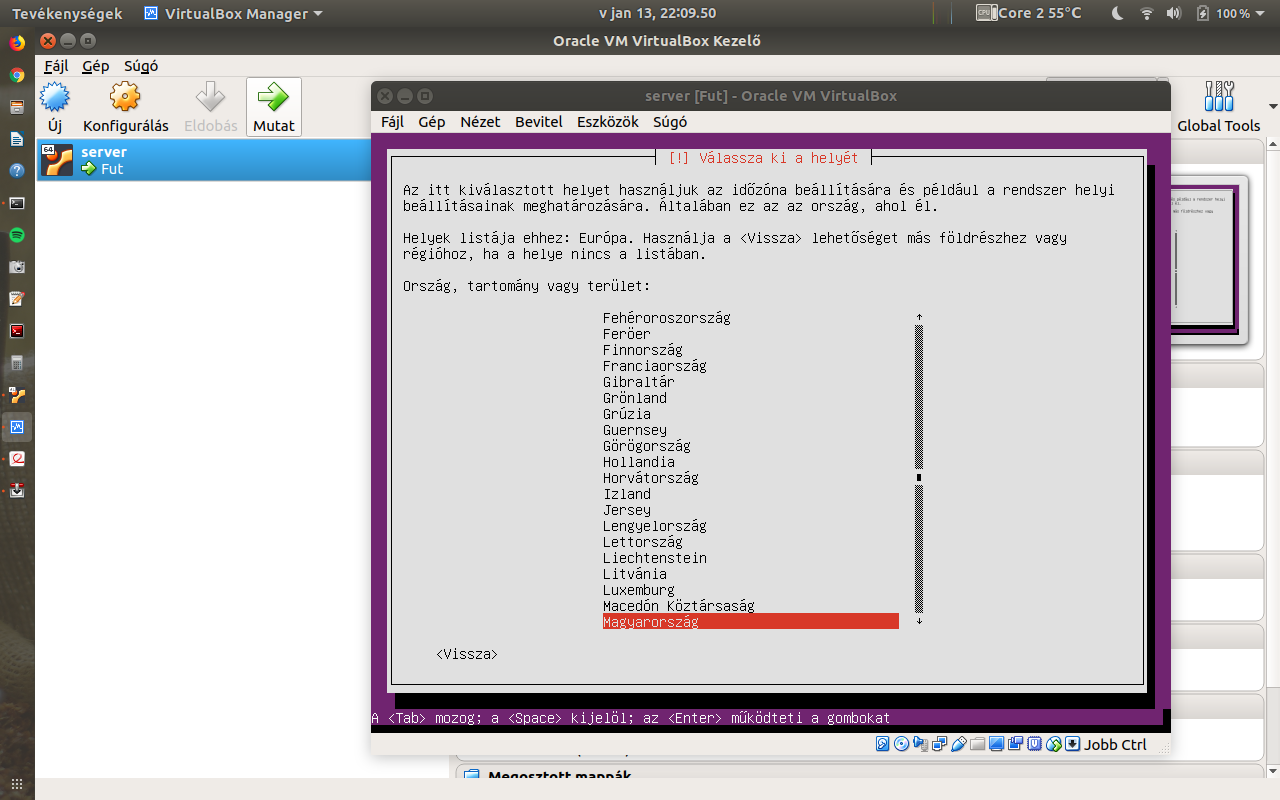 Tevékenységek
VirtualBox Manager
v jan 13, 22:09.50
Core 2 55°C
100 %
Oracle VM VirtualBox Kezelő
Fájl Gép Súgó
Új
Konfigurálás
Eldobás
Mutat
Global Tools
64
server
Fut
server [Fut] - Oracle VM VirtualBox
Fájl Gép Nézet Bevitel Eszközök Súgó
[!] Válassza ki a helyét
Az itt kiválasztott helyet használjuk az időzóna beállítására és például a rendszer helyi
beállításainak meghatározására. Általában ez az az ország, ahol él.
Helyek listája ehhez: Európa. Használja a <Vissza> lehetőséget más földrészhez vagy
régióhoz, ha a helye nincs a listában.
Ország, tartomány vagy terület:
Fehéroroszország
Feröer
Finnország
Franciaország
Gibraltár
Grönland
Grúzia
Guernsey
Görögország
Hollandia
Horvátország
Izland
Jersey
Lengyelország
Lettország
Liechtenstein
Litvánia
Luxemburg
Macedón Köztársaság
Magyarország
<Vissza>
A <Tab> mozog; a <Space> kijelöl; az <Enter> működteti a gombokat
Jobb Ctrl
Megosztott mappák